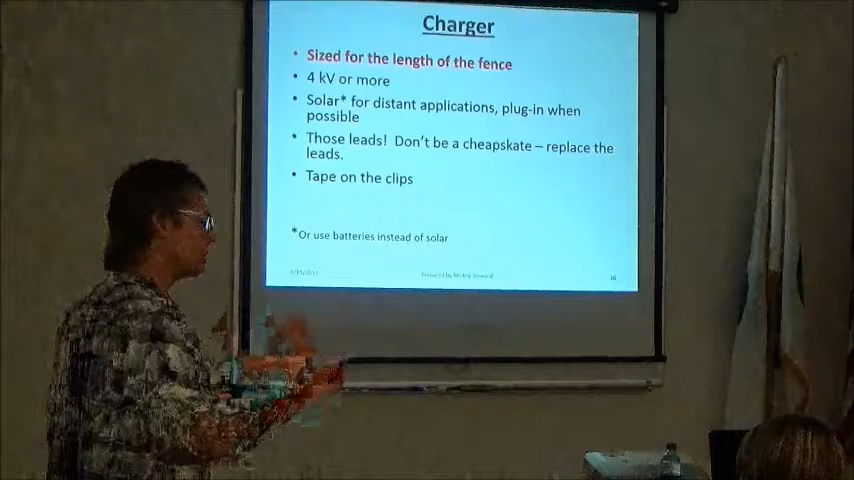 Charger
• Sized for the length of the fence
• 4 kV or more
• Solar* for distant applications, plug-in when
possible
• Those leads! Don't be a cheapskate – replace the
leads.
• Tape on the clips
*Or use batteries instead of solar
Prepared by